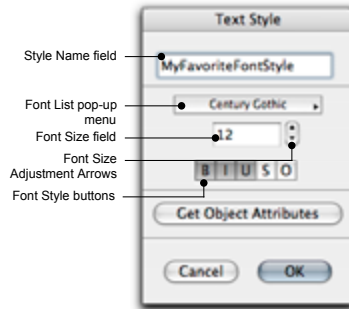 Text Style
Style Name field
MyFavoriteFontStyle
Font List pop-up
menu
Century Gothic
Font Size field
12
Font Size
Adjustment Arrows
B I U S O
Font Style buttons
Get Object Attributes
Cancel
OK